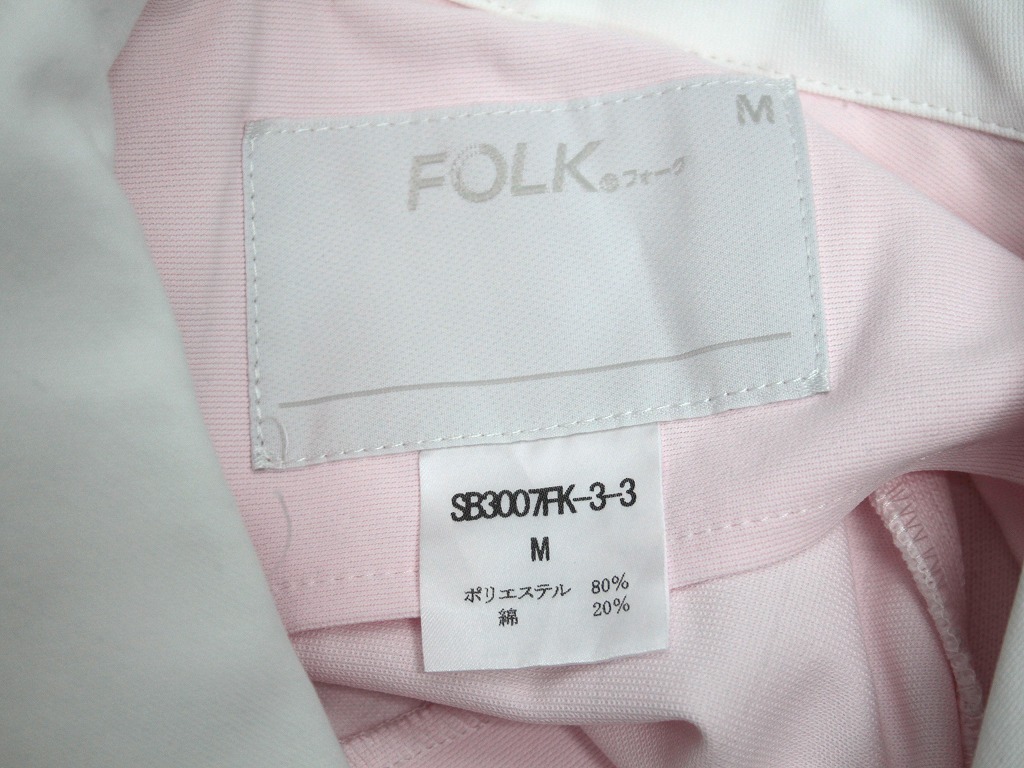 M
FOLK フォーク
SB3007FK-3-3
M
ポリエステル 80%
綿 20%